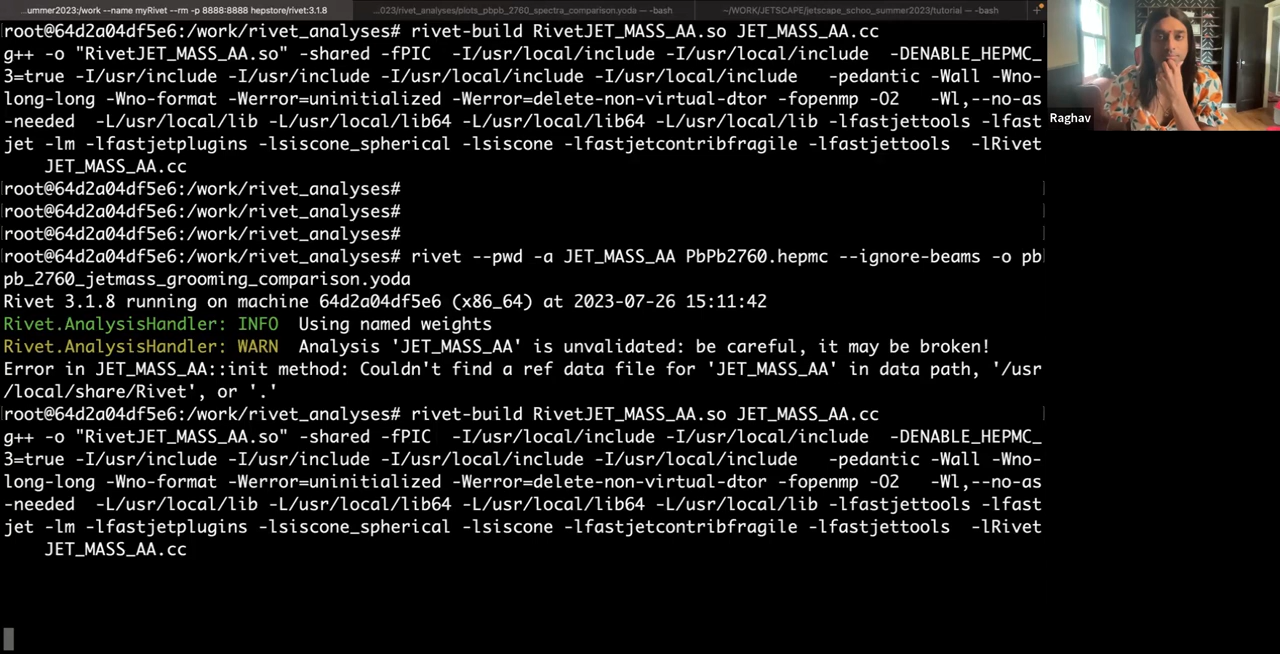 ummer2023:/work --name myRivet --rm -p 8888:8888 hepstore/rivet:3.1.8 ...023/rivet_analyses/plots_pbpb_2760_spectra_comparison.yoda — -bash ~/WORK/JETSCAPE/jetscape_schoo_summer2023/tutorial — -bash +
root@64d2a04df5e6:/work/rivet_analyses# rivet-build RivetJET_MASS_AA.so JET_MASS_AA.cc
g++ -o "RivetJET_MASS_AA.so" -shared -fPIC -I/usr/local/include -I/usr/local/include -DENABLE_HEPMC_
3=true -I/usr/include -I/usr/include -I/usr/local/include -pedantic -Wall -Wno-
long-long -Wno-format -Werror=uninitialized -Werror=delete-non-virtual-dtor -fopenmp -O2 -Wl,--no-as
-needed -L/usr/local/lib -L/usr/local/lib64 -L/usr/local/lib64 -L/usr/local/lib -lfastjettools -lfast
jet -lm -lfastjetplugins -lsiscone_spherical -lsiscone -lfastjetcontribfragile -lfastjettools -lRivet
JET_MASS_AA.cc
root@64d2a04df5e6:/work/rivet_analyses#
root@64d2a04df5e6:/work/rivet_analyses#
root@64d2a04df5e6:/work/rivet_analyses#
root@64d2a04df5e6:/work/rivet_analyses# rivet --pwd -a JET_MASS_AA PbPb2760.hepmc --ignore-beams -o pb
pb_2760_jetmass_grooming_comparison.yoda
Rivet 3.1.8 running on machine 64d2a04df5e6 (x86_64) at 2023-07-26 15:11:42
Rivet.AnalysisHandler: INFO Using named weights
Rivet.AnalysisHandler: WARN Analysis 'JET_MASS_AA' is unvalidated: be careful, it may be broken!
Error in JET_MASS_AA::init method: Couldn't find a ref data file for 'JET_MASS_AA' in data path, '/usr
/local/share/Rivet', or '.'
root@64d2a04df5e6:/work/rivet_analyses# rivet-build RivetJET_MASS_AA.so JET_MASS_AA.cc
g++ -o "RivetJET_MASS_AA.so" -shared -fPIC -I/usr/local/include -I/usr/local/include -DENABLE_HEPMC_
3=true -I/usr/include -I/usr/include -I/usr/local/include -pedantic -Wall -Wno-
long-long -Wno-format -Werror=uninitialized -Werror=delete-non-virtual-dtor -fopenmp -O2 -Wl,--no-as
-needed -L/usr/local/lib -L/usr/local/lib64 -L/usr/local/lib64 -L/usr/local/lib -lfastjettools -lfast
jet -lm -lfastjetplugins -lsiscone_spherical -lsiscone -lfastjetcontribfragile -lfastjettools -lRivet
JET_MASS_AA.cc
Raghav